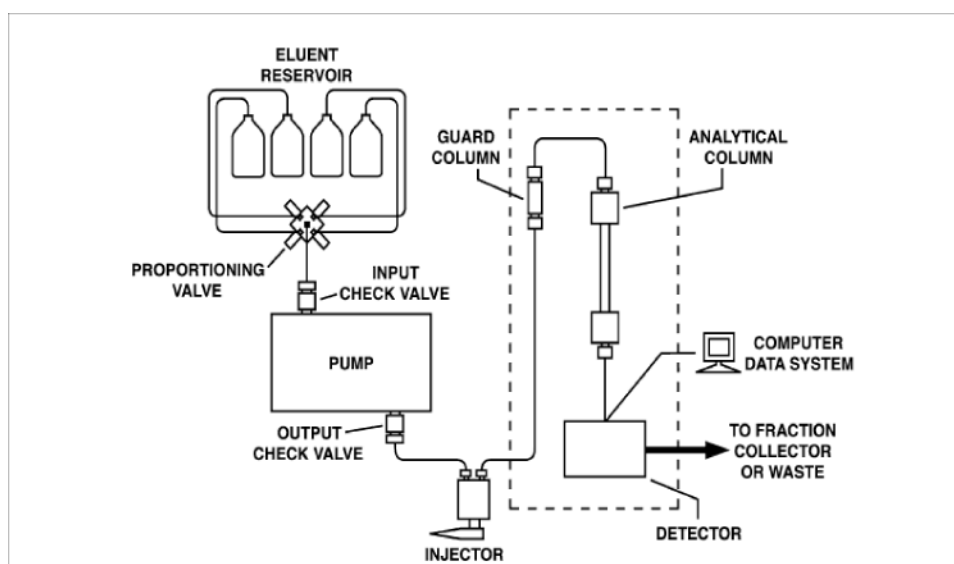 ELUENT
RESERVOIR
GUARD
COLUMN
ANALYTICAL
COLUMN
PROPORTIONING
VALVE
INPUT
CHECK VALVE
PUMP
COMPUTER
DATA SYSTEM
OUTPUT
CHECK VALVE
TO FRACTION
COLLECTOR
OR WASTE
DETECTOR
INJECTOR